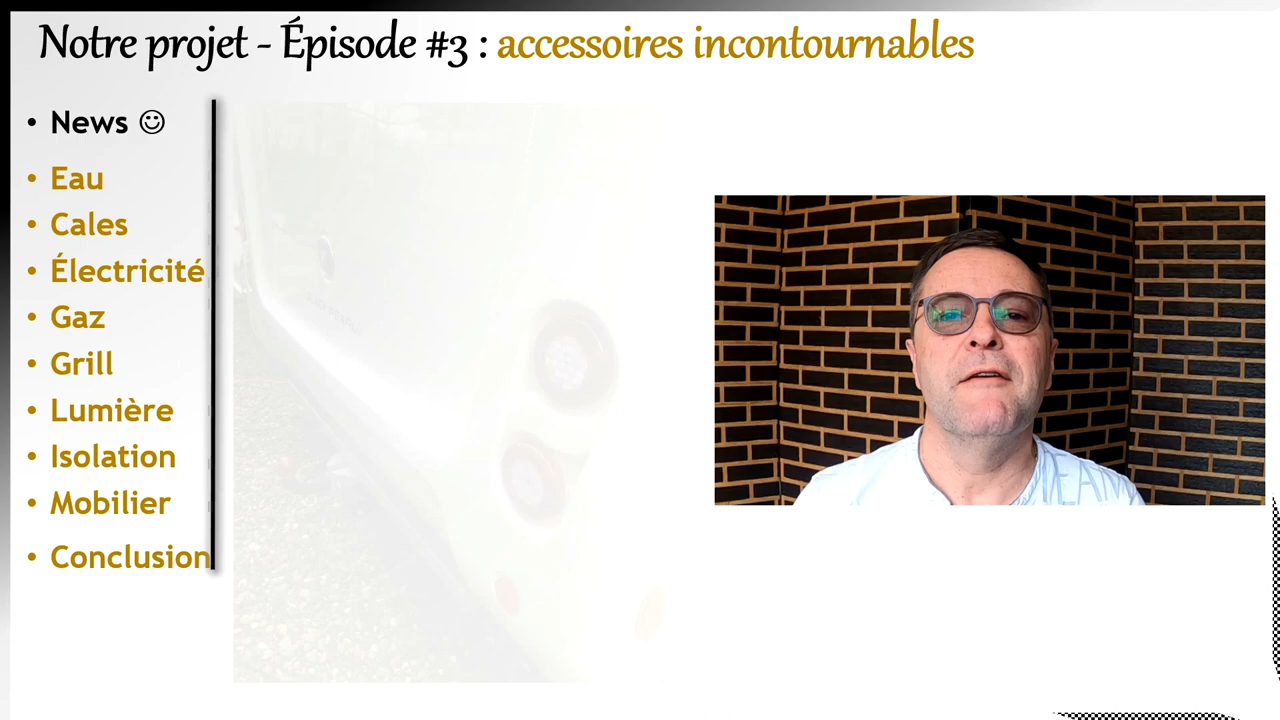 Notre projet - Épisode #3 : accessoires incontournables
• News ☺
• Eau
• Cales
• Électricité
• Gaz
• Grill
• Lumière
• Isolation
• Mobilier
• Conclusion